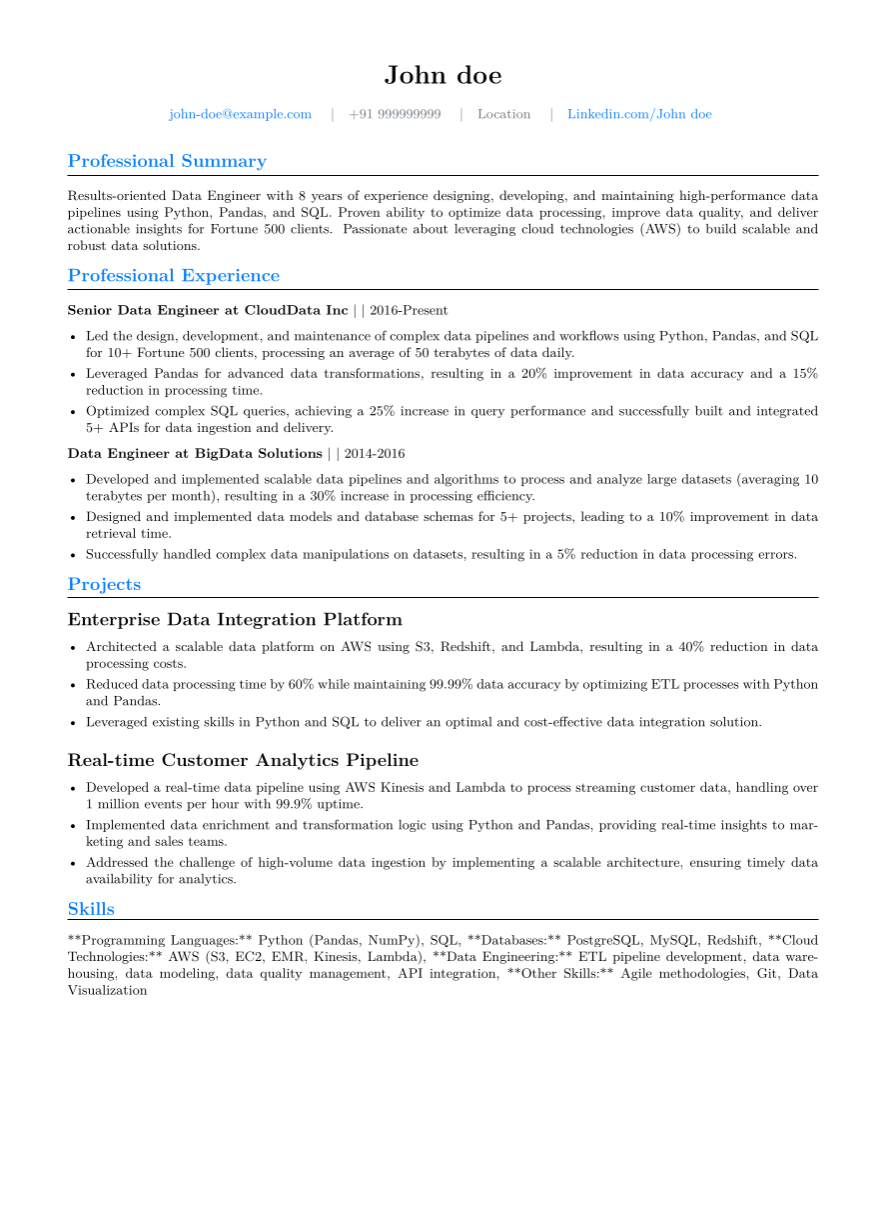 John doe
john-doe@example.com | +91 999999999 | Location | Linkedin.com/John doe
Professional Summary
Results-oriented Data Engineer with 8 years of experience designing, developing, and maintaining high-performance data
pipelines using Python, Pandas, and SQL. Proven ability to optimize data processing, improve data quality, and deliver
actionable insights for Fortune 500 clients. Passionate about leveraging cloud technologies (AWS) to build scalable and
robust data solutions.
Professional Experience
Senior Data Engineer at CloudData Inc | | 2016-Present
• Led the design, development, and maintenance of complex data pipelines and workflows using Python, Pandas, and SQL
for 10+ Fortune 500 clients, processing an average of 50 terabytes of data daily.
• Leveraged Pandas for advanced data transformations, resulting in a 20% improvement in data accuracy and a 15%
reduction in processing time.
• Optimized complex SQL queries, achieving a 25% increase in query performance and successfully built and integrated
5+ APIs for data ingestion and delivery.
Data Engineer at BigData Solutions | | 2014-2016
• Developed and implemented scalable data pipelines and algorithms to process and analyze large datasets (averaging 10
terabytes per month), resulting in a 30% increase in processing efficiency.
• Designed and implemented data models and database schemas for 5+ projects, leading to a 10% improvement in data
retrieval time.
• Successfully handled complex data manipulations on datasets, resulting in a 5% reduction in data processing errors.
Projects
Enterprise Data Integration Platform
• Architected a scalable data platform on AWS using S3, Redshift, and Lambda, resulting in a 40% reduction in data
processing costs.
• Reduced data processing time by 60% while maintaining 99.99% data accuracy by optimizing ETL processes with Python
and Pandas.
• Leveraged existing skills in Python and SQL to deliver an optimal and cost-effective data integration solution.
Real-time Customer Analytics Pipeline
• Developed a real-time data pipeline using AWS Kinesis and Lambda to process streaming customer data, handling over
1 million events per hour with 99.9% uptime.
• Implemented data enrichment and transformation logic using Python and Pandas, providing real-time insights to mar-
keting and sales teams.
• Addressed the challenge of high-volume data ingestion by implementing a scalable architecture, ensuring timely data
availability for analytics.
Skills
**Programming Languages:** Python (Pandas, NumPy), SQL, **Databases:** PostgreSQL, MySQL, Redshift, **Cloud
Technologies:** AWS (S3, EC2, EMR, Kinesis, Lambda), **Data Engineering:** ETL pipeline development, data ware-
housing, data modeling, data quality management, API integration, **Other Skills:** Agile methodologies, Git, Data
Visualization